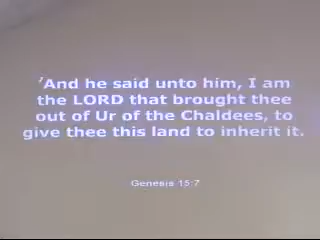 'And he said unto him, I am
the LORD that brought thee
out of Ur of the Chaldees, to
give thee this land to inherit it.
Genesis 15:7